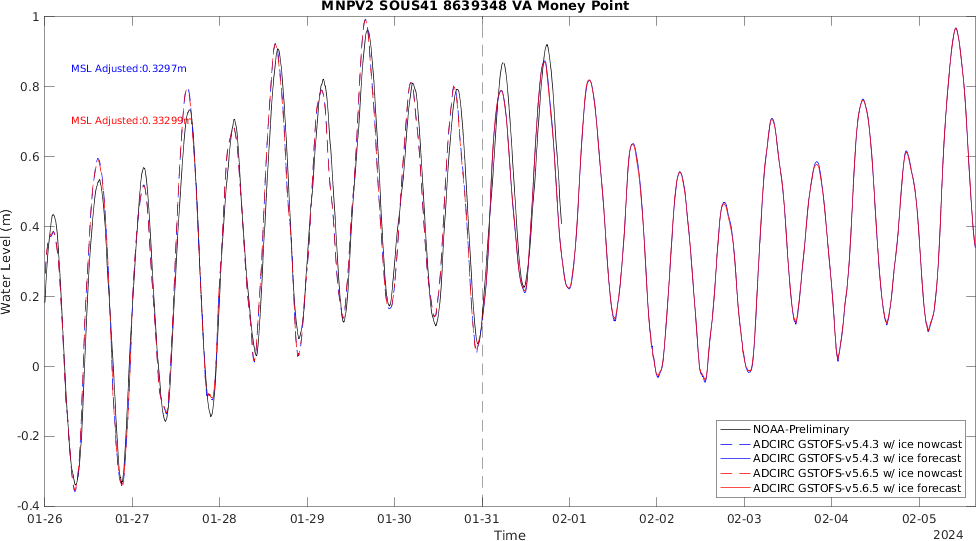 MNPV2 SOUS41 8639348 VA Money Point
Water Level (m)
1
0.8
0.6
0.4
0.2
0
-0.2
-0.4
MSL Adjusted:0.3297m
MSL Adjusted:0.33299m
NOAA-Preliminary
ADCIRC GSTOFS-v5.4.3 w/ ice nowcast
ADCIRC GSTOFS-v5.4.3 w/ ice forecast
ADCIRC GSTOFS-v5.6.5 w/ ice nowcast
ADCIRC GSTOFS-v5.6.5 w/ ice forecast
01-26 01-27 01-28 01-29 01-30 01-31 02-01 02-02 02-03 02-04 02-05
Time
2024